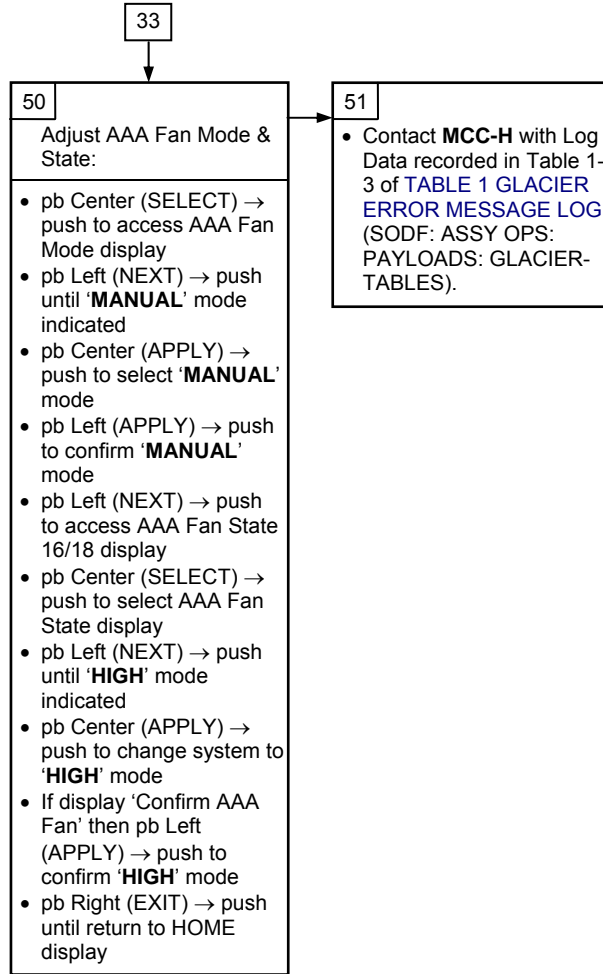 33
50
Adjust AAA Fan Mode &
State:
• pb Center (SELECT) →
push to access AAA Fan
Mode display
• pb Left (NEXT) → push
until ‘MANUAL’ mode
indicated
• pb Center (APPLY) →
push to select ‘MANUAL’
mode
• pb Left (APPLY) → push
to confirm ‘MANUAL’
mode
• pb Left (NEXT) → push
to access AAA Fan State
16/18 display
• pb Center (SELECT) →
push to select AAA Fan
State display
• pb Left (NEXT) → push
until ‘HIGH’ mode
indicated
• pb Center (APPLY) →
push to change system to
‘HIGH’ mode
• If display ‘Confirm AAA
Fan’ then pb Left
(APPLY) → push to
confirm ‘HIGH’ mode
• pb Right (EXIT) → push
until return to HOME
display
51
• Contact MCC-H with Log
Data recorded in Table 1-
3 of TABLE 1 GLACIER
ERROR MESSAGE LOG
(SODF: ASSY OPS:
PAYLOADS: GLACIER-
TABLES).